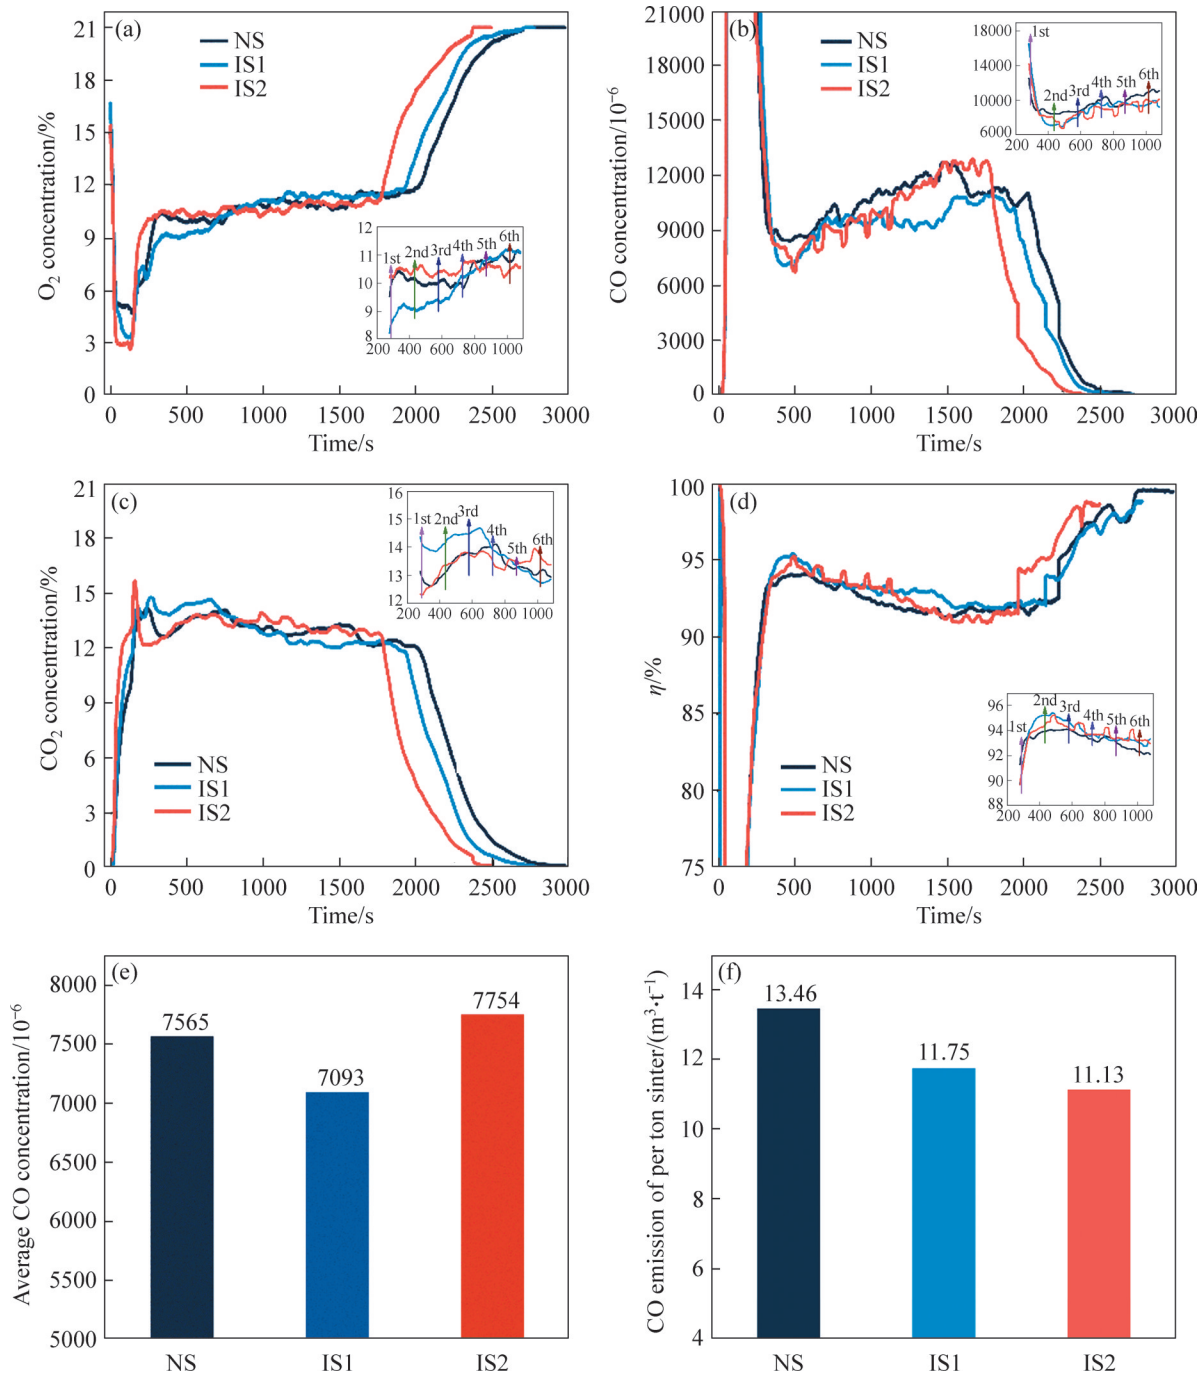 (a)
NS
IS1
IS2
O₂ concentration/%
21
18
15
12
9
6
3
0
0 500 1000 1500 2000 2500 3000
Time/s
12
11
10
9
8
200 400 600 800 1000
1st 2nd 3rd 4th 5th 6th
(b)
NS
IS1
IS2
CO concentration/10⁻⁶
21000
18000
15000
12000
9000
6000
3000
0
0 500 1000 1500 2000 2500 3000
Time/s
18000
14000
10000
6000
200 400 600 800 1000
1st
2nd 3rd 4th 5th 6th
(c)
NS
IS1
IS2
CO₂ concentration/%
21
18
15
12
9
6
3
0
0 500 1000 1500 2000 2500 3000
Time/s
16
15
14
13
12
200 400 600 800 1000
1st 2nd 3rd 4th 5th 6th
(d)
NS
IS1
IS2
η/%
100
95
90
85
80
75
0 500 1000 1500 2000 2500 3000
Time/s
96
94
92
90
88
200 400 600 800 1000
1st 2nd 3rd 4th 5th 6th
(e)
Average CO concentration/10⁻⁶
8000
7500
7000
6500
6000
5500
5000
7565
7093
7754
NS IS1 IS2
(f)
CO emission of per ton sinter/(m³·t⁻¹)
14
12
10
8
6
4
13.46
11.75
11.13
NS IS1 IS2